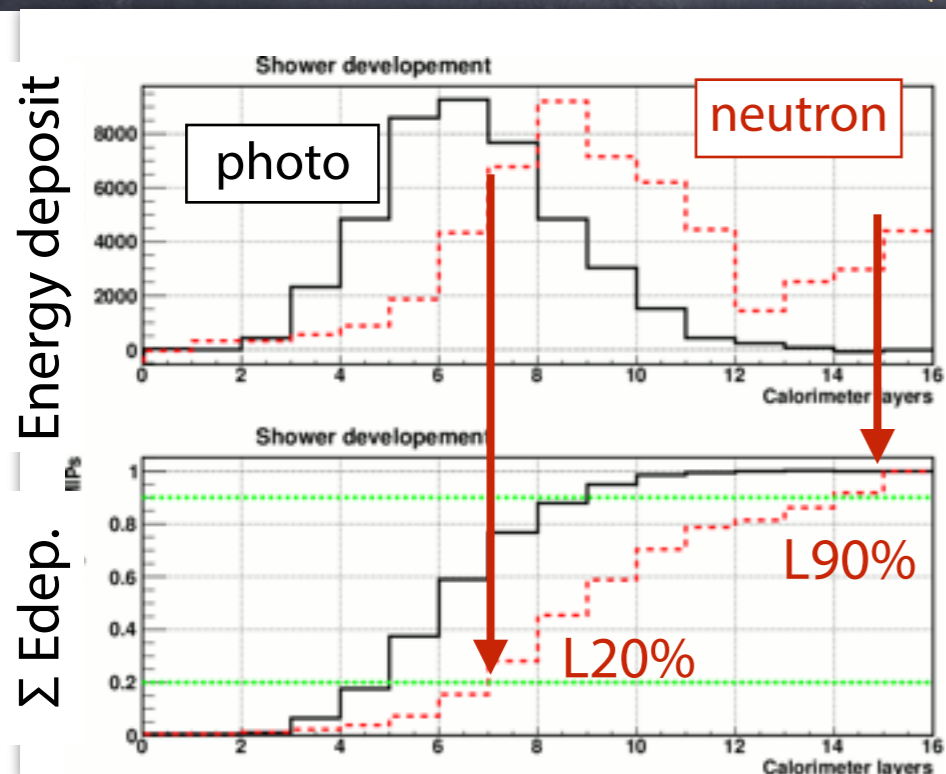 Shower developement
Energy deposit
8000
6000
4000
2000
0
photo
neutron
0 2 4 6 8 10 12 14 16
Calorimeter layers
Shower developement
MIPs
Σ Edep.
1
0.8
0.6
0.4
0.2
0
L90%
L20%
0 2 4 6 8 10 12 14 16
Calorimeter layers